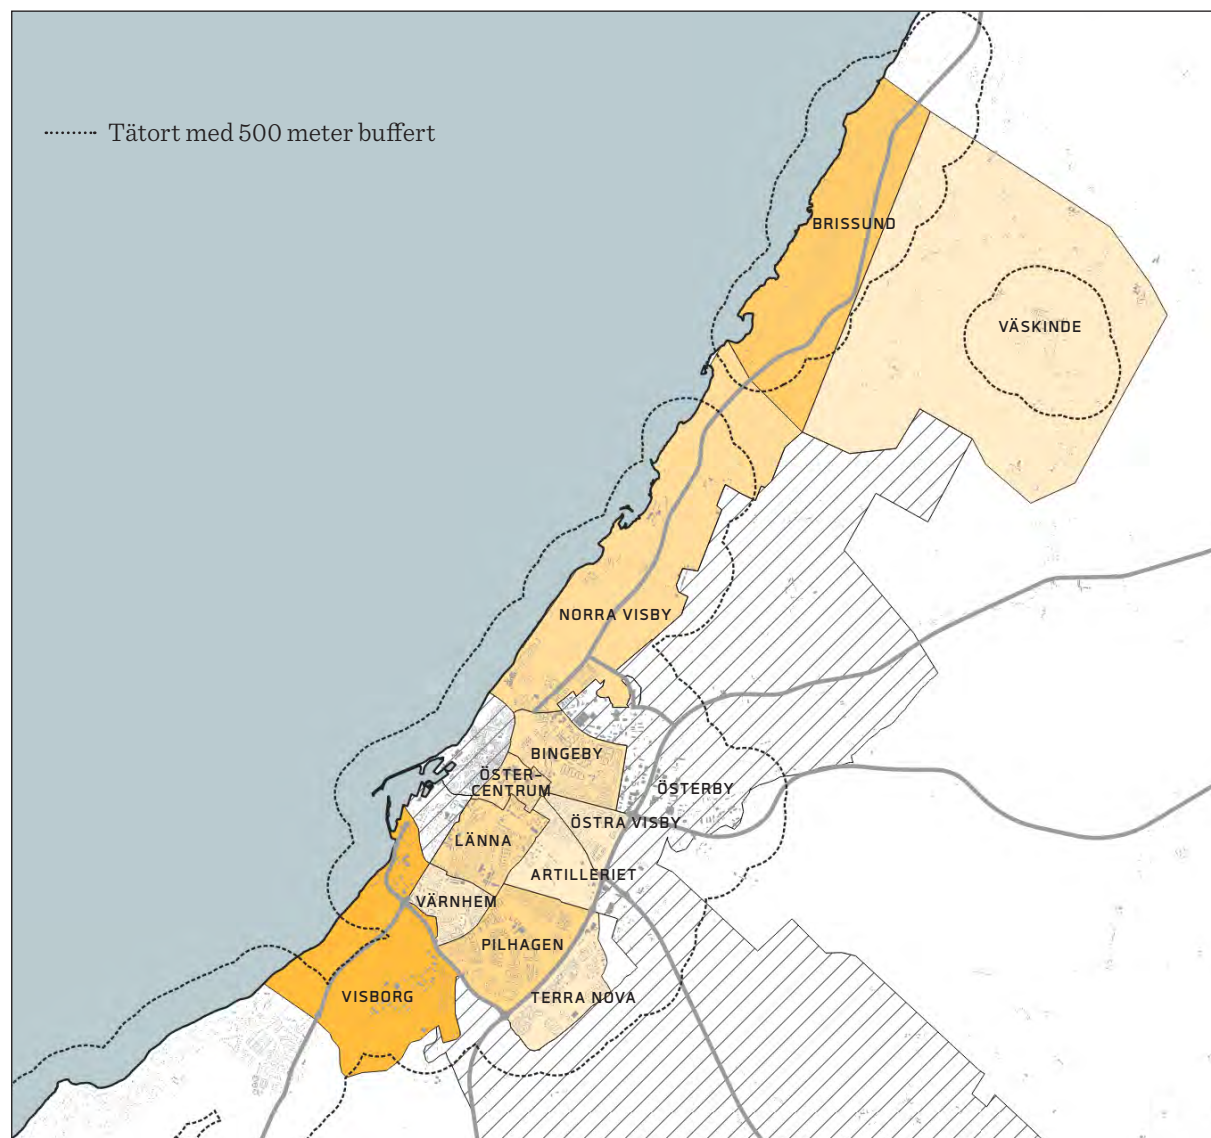 Tätort med 500 meter buffert
BRISSUND
VÄSKINDE
NORRA VISBY
BINGEBY
ÖSTER-
CENTRUM
ÖSTERBY
ÖSTRA VISBY
LÄNNA
ARTILLERIET
VÄRNHEM
PILHAGEN
VISBORG
TERRA NOVA